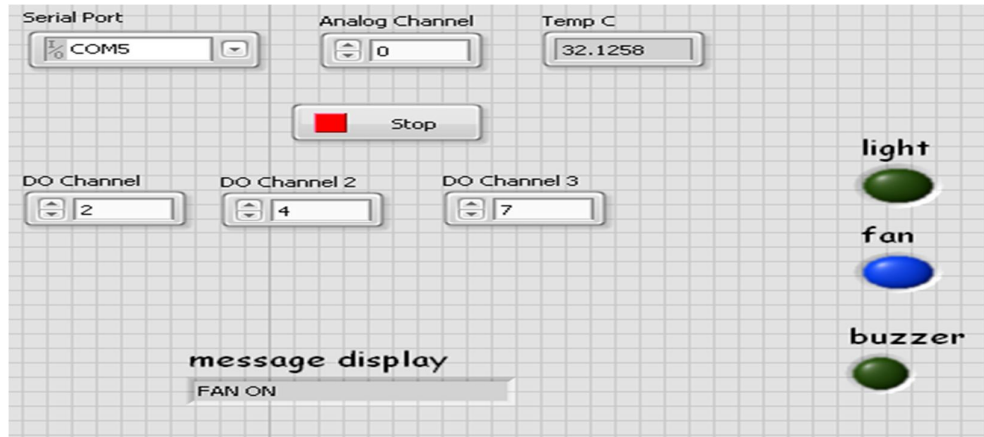 Serial Port
Analog Channel
Temp C
I/O COM5
0
32.1258
Stop
light
DO Channel
DO Channel 2
DO Channel 3
2
4
7
fan
buzzer
message display
FAN ON